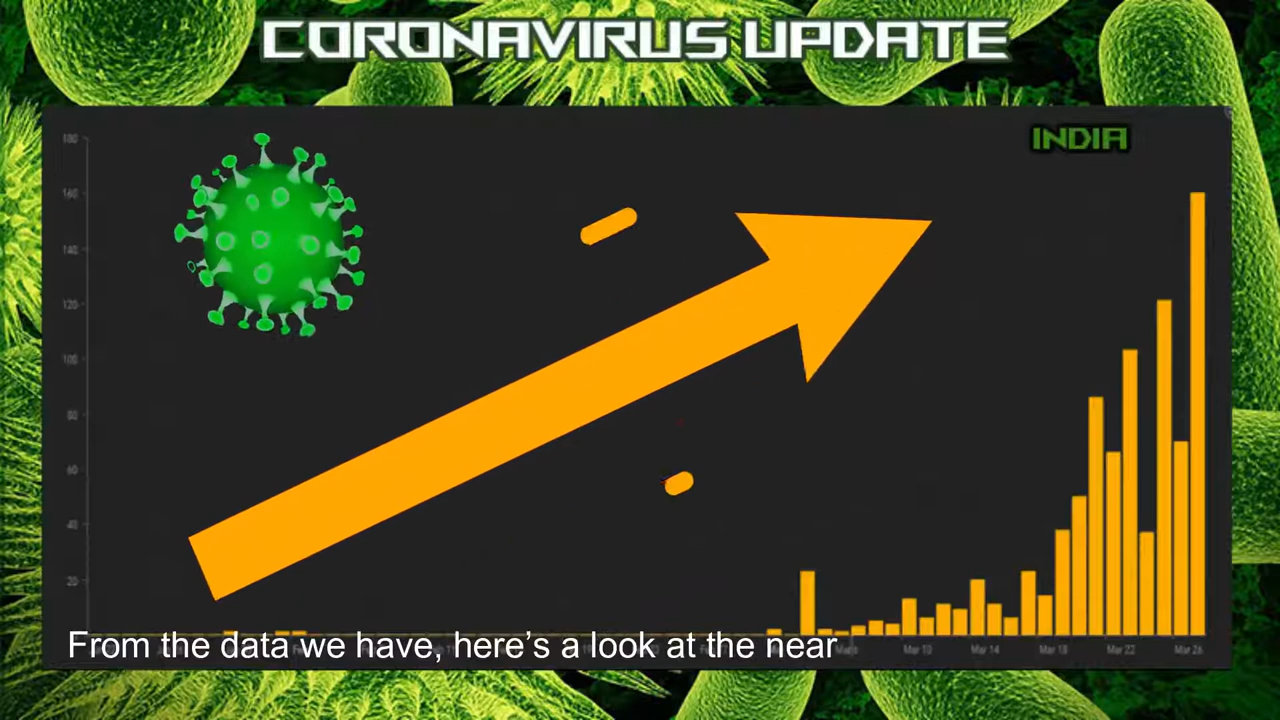 CORONAVIRUS UPDATE
INDIA
180
160
140
120
100
80
60
40
20
From the data we have, here’s a look at the near
Mar 10
Mar 14
Mar 18
Mar 22
Mar 26